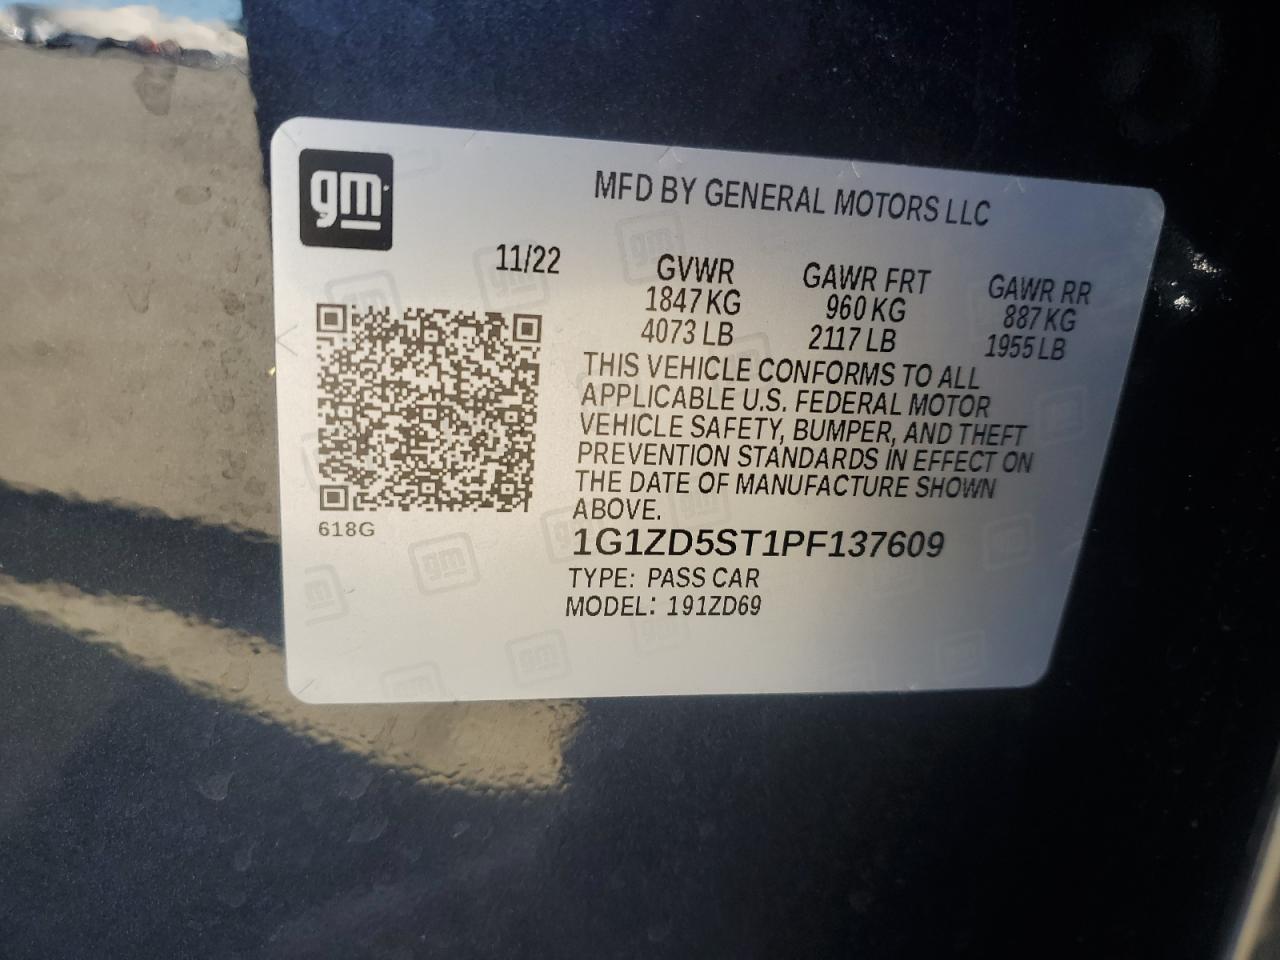 gm
MFD BY GENERAL MOTORS LLC
11/22
GVWR GAWR FRT GAWR RR
1847 KG 960 KG 887 KG
4073 LB 2117 LB 1955 LB
THIS VEHICLE CONFORMS TO ALL
APPLICABLE U.S. FEDERAL MOTOR
VEHICLE SAFETY, BUMPER, AND THEFT
PREVENTION STANDARDS IN EFFECT ON
THE DATE OF MANUFACTURE SHOWN
ABOVE.
618G
1G1ZD5ST1PF137609
TYPE: PASS CAR
MODEL: 191ZD69